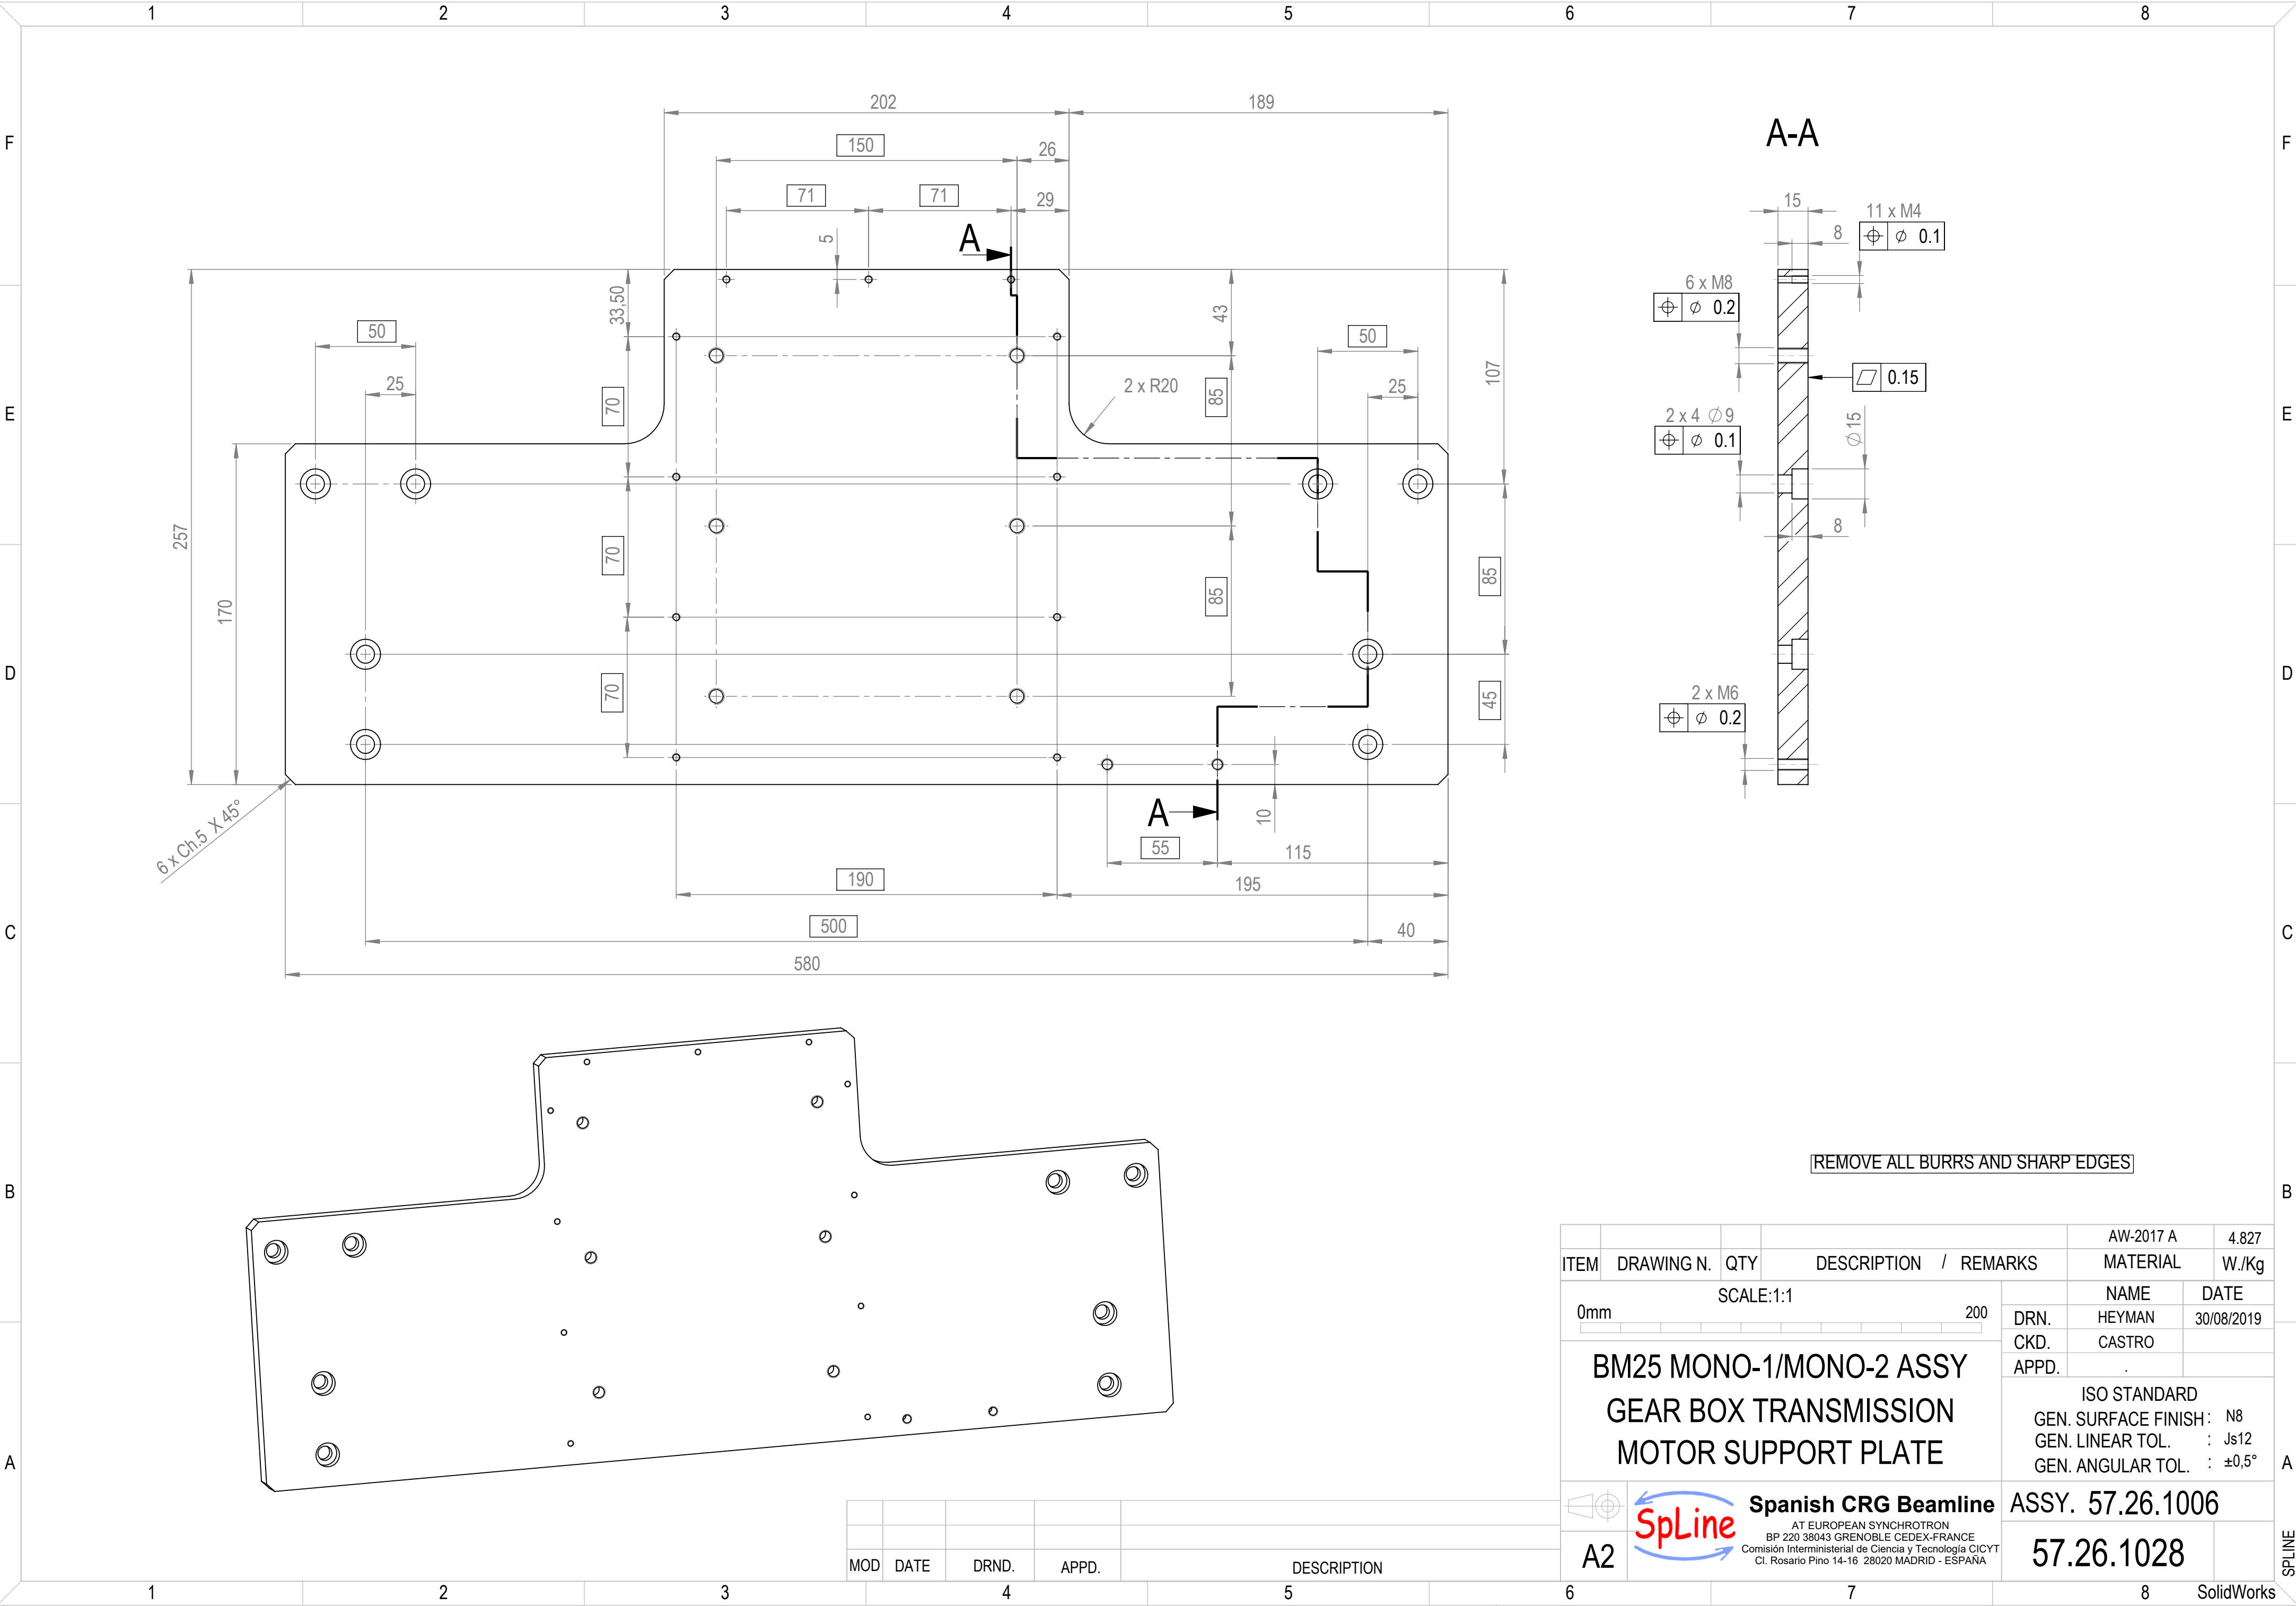 1 2 3 4 5 6 7 8
F
E
D
C
B
A
F
E
D
C
B
A
202
189
150
26
71
71
29
5
A
33,50
43
50
50
25
25
107
2 x R20
70
85
257
170
70
85
85
70
45
A
10
6 x Ch.5 X 45°
55
115
190
195
500
40
580
A-A
15
11 x M4
8
⌖ ∅ 0.1
6 x M8
⌖ ∅ 0.2
⏥ 0.15
2 x 4 ∅9
⌖ ∅ 0.1
∅15
8
2 x M6
⌖ ∅ 0.2
REMOVE ALL BURRS AND SHARP EDGES
AW-2017 A 4.827
ITEM DRAWING N. QTY DESCRIPTION / REMARKS MATERIAL W./Kg
SCALE:1:1
0mm 200
NAME DATE
DRN. HEYMAN 30/08/2019
CKD. CASTRO
APPD. .
BM25 MONO-1/MONO-2 ASSY
GEAR BOX TRANSMISSION
MOTOR SUPPORT PLATE
ISO STANDARD
GEN. SURFACE FINISH : N8
GEN. LINEAR TOL. : Js12
GEN. ANGULAR TOL. : ±0,5°
A2
SpLine
Spanish CRG Beamline
AT EUROPEAN SYNCHROTRON
BP 220 38043 GRENOBLE CEDEX-FRANCE
Comisión Interministerial de Ciencia y Tecnología CICYT
Cl. Rosario Pino 14-16 28020 MADRID - ESPAÑA
ASSY. 57.26.1006
57.26.1028
MOD DATE DRND. APPD. DESCRIPTION
SPLINE
1 2 3 4 5 6 7 8 SolidWorks